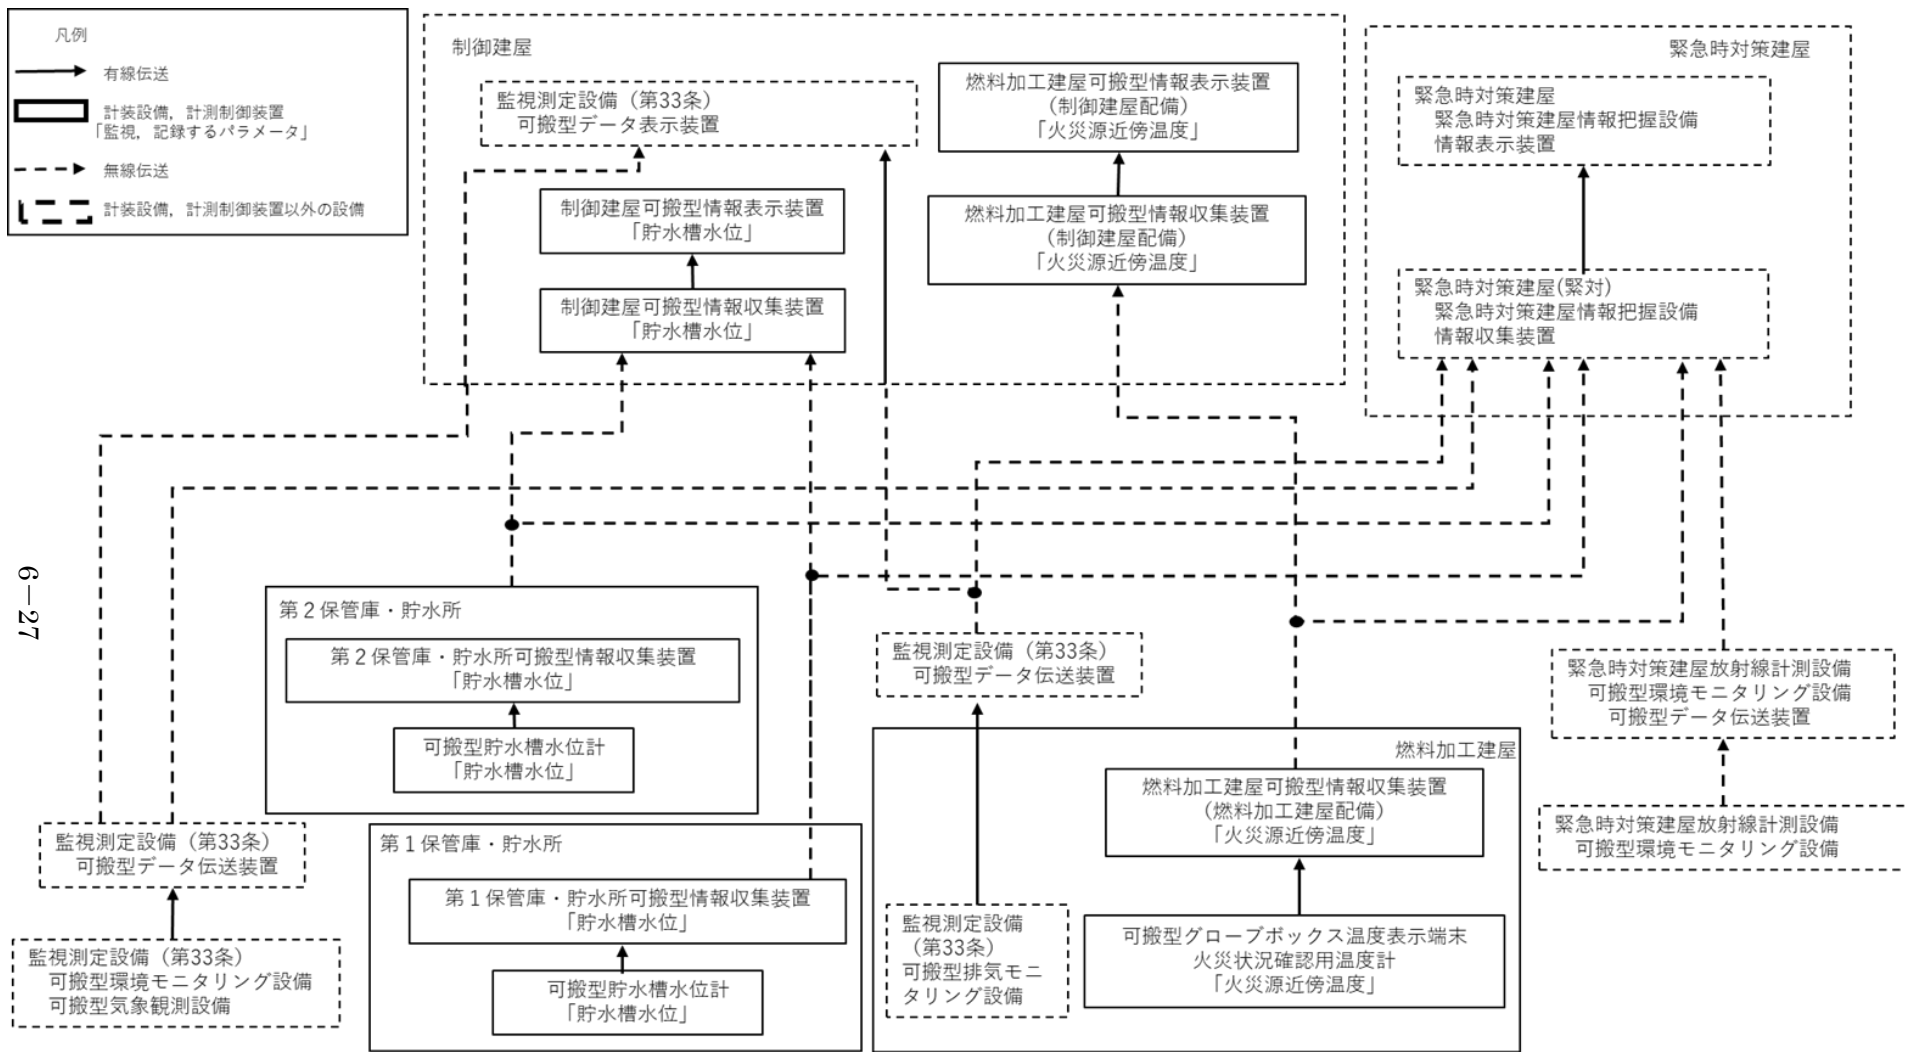 凡例
有線伝送
計装設備，計測制御装置
「監視，記録するパラメータ」
無線伝送
計装設備，計測制御装置以外の設備
制御建屋
監視測定設備（第33条）
可搬型データ表示装置
制御建屋可搬型情報表示装置
「貯水槽水位」
制御建屋可搬型情報収集装置
「貯水槽水位」
燃料加工建屋可搬型情報表示装置
(制御建屋配備)
「火災源近傍温度」
燃料加工建屋可搬型情報収集装置
(制御建屋配備)
「火災源近傍温度」
緊急時対策建屋
緊急時対策建屋
緊急時対策建屋情報把握設備
情報表示装置
緊急時対策建屋(緊対)
緊急時対策建屋情報把握設備
情報収集装置
6－27
第２保管庫・貯水所
第２保管庫・貯水所可搬型情報収集装置
「貯水槽水位」
可搬型貯水槽水位計
「貯水槽水位」
監視測定設備（第33条）
可搬型データ伝送装置
監視測定設備（第33条）
可搬型環境モニタリング設備
可搬型気象観測設備
第１保管庫・貯水所
第１保管庫・貯水所可搬型情報収集装置
「貯水槽水位」
可搬型貯水槽水位計
「貯水槽水位」
監視測定設備（第33条）
可搬型データ伝送装置
監視測定設備
（第33条）
可搬型排気モニ
タリング設備
燃料加工建屋
燃料加工建屋可搬型情報収集装置
(燃料加工建屋配備)
「火災源近傍温度」
可搬型グローブボックス温度表示端末
火災状況確認用温度計
「火災源近傍温度」
緊急時対策建屋放射線計測設備
可搬型環境モニタリング設備
可搬型データ伝送装置
緊急時対策建屋放射線計測設備
可搬型環境モニタリング設備